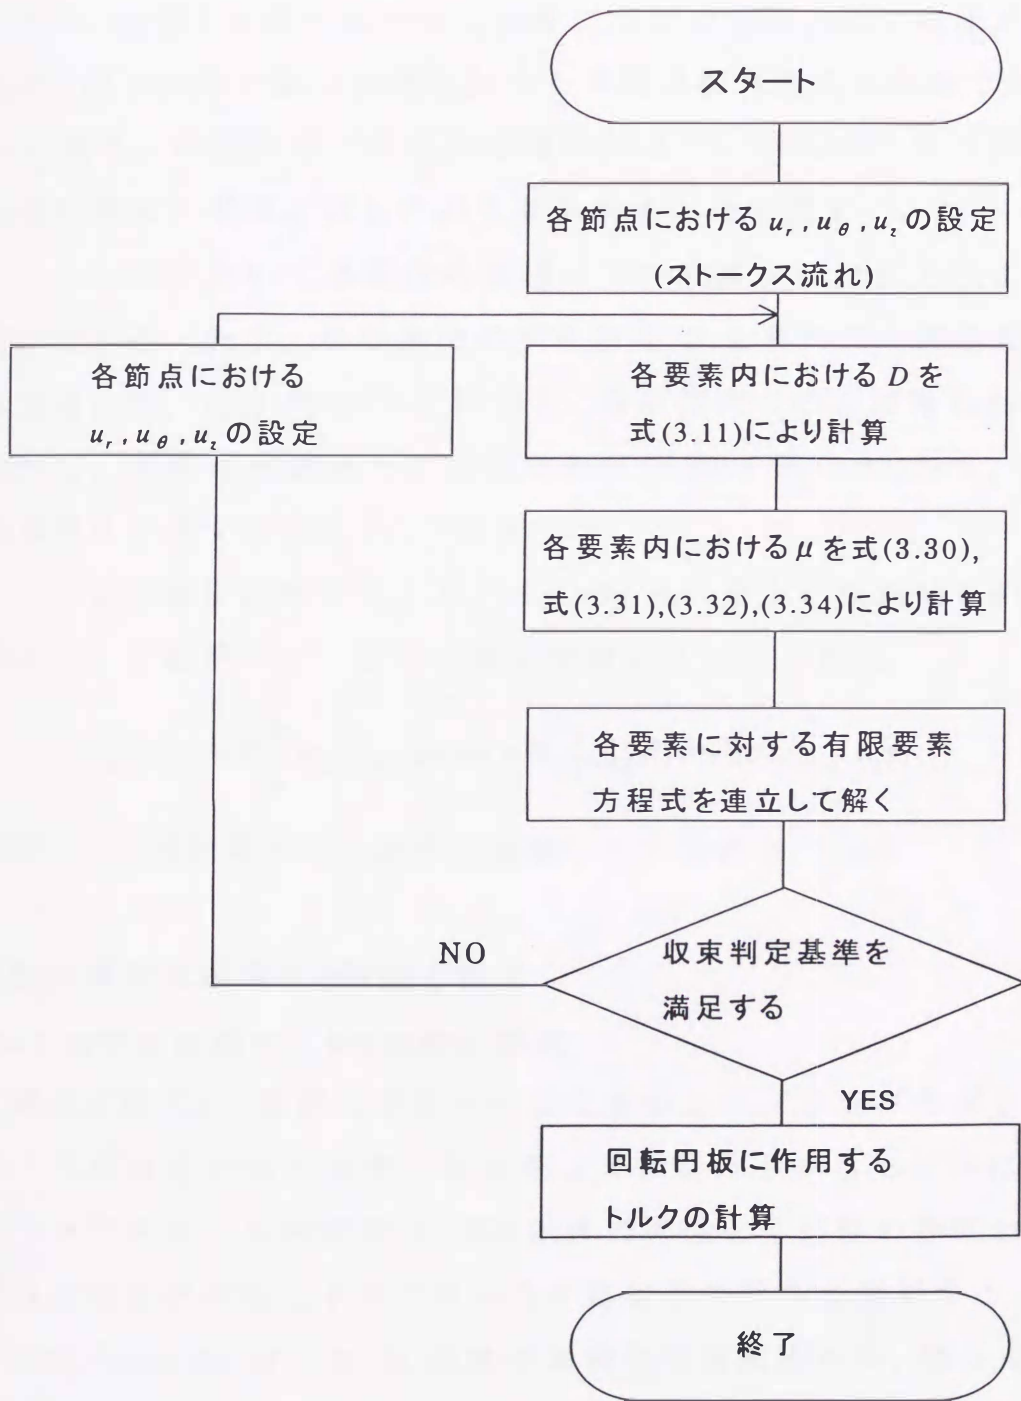 スタート
各節点における u_r , u_θ , u_z の設定
(ストークス流れ)
各節点における
u_r , u_θ , u_z の設定
各要素内における D を
式(3.11)により計算
各要素内における μ を式(3.30),
式(3.31),(3.32),(3.34)により計算
各要素に対する有限要素
方程式を連立して解く
NO
収束判定基準を
満足する
YES
回転円板に作用する
トルクの計算
終了